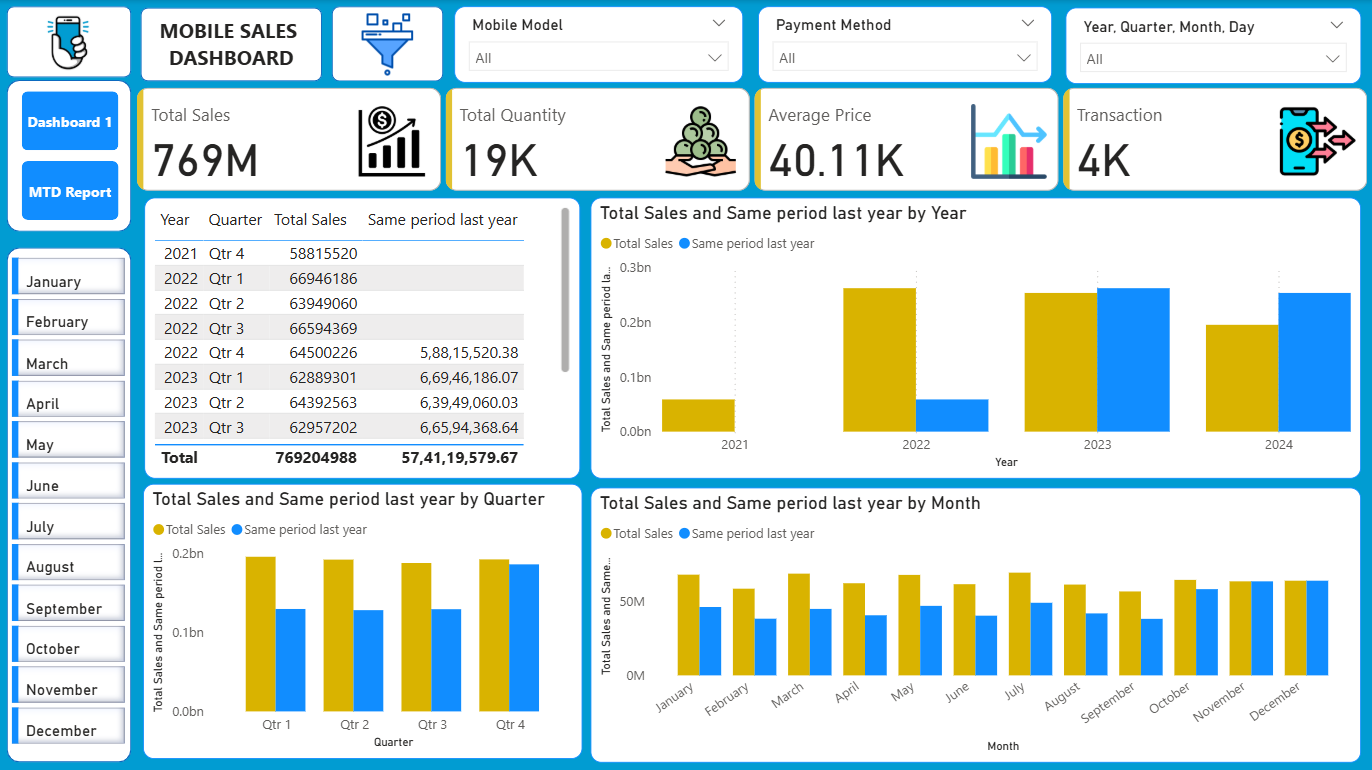 MOBILE SALES
DASHBOARD
Mobile Model
All
Payment Method
All
Year, Quarter, Month, Day
All
Dashboard 1
MTD Report
Total Sales
769M
Total Quantity
19K
Average Price
40.11K
Transaction
4K
January
February
March
April
May
June
July
August
September
October
November
December
Year Quarter Total Sales Same period last year
2021 Qtr 4 58815520
2022 Qtr 1 66946186
2022 Qtr 2 63949060
2022 Qtr 3 66594369
2022 Qtr 4 64500226 5,88,15,520.38
2023 Qtr 1 62889301 6,69,46,186.07
2023 Qtr 2 64392563 6,39,49,060.03
2023 Qtr 3 62957202 6,65,94,368.64
Total 769204988 57,41,19,579.67
Total Sales and Same period last year by Year
Total Sales Same period last year
Total Sales and Same period la...
0.3bn
0.2bn
0.1bn
0.0bn
2021 2022 2023 2024
Year
Total Sales and Same period last year by Quarter
Total Sales Same period last year
Total Sales and Same period l...
0.2bn
0.1bn
0.0bn
Qtr 1 Qtr 2 Qtr 3 Qtr 4
Quarter
Total Sales and Same period last year by Month
Total Sales Same period last year
Total Sales and Same...
50M
0M
January February March April May June July August September October November December
Month